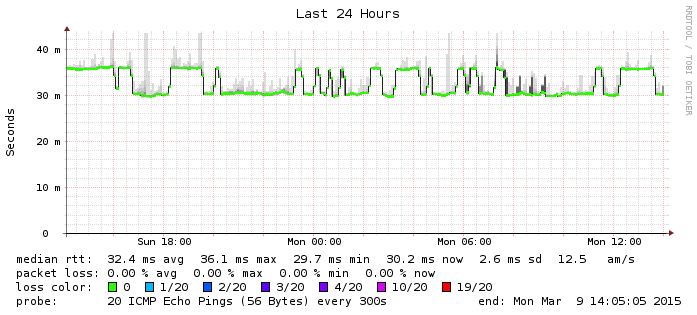 Last 24 Hours
RRDTOOL / TOBI OETIKER
Seconds
40 m
30 m
20 m
10 m
0
Sun 18:00 Mon 00:00 Mon 06:00 Mon 12:00
median rtt: 32.4 ms avg 36.1 ms max 29.7 ms min 30.2 ms now 2.6 ms sd 12.5 am/s
packet loss: 0.00 % avg 0.00 % max 0.00 % min 0.00 % now
loss color: 0 1/20 2/20 3/20 4/20 10/20 19/20
probe: 20 ICMP Echo Pings (56 Bytes) every 300s end: Mon Mar 9 14:05:05 2015